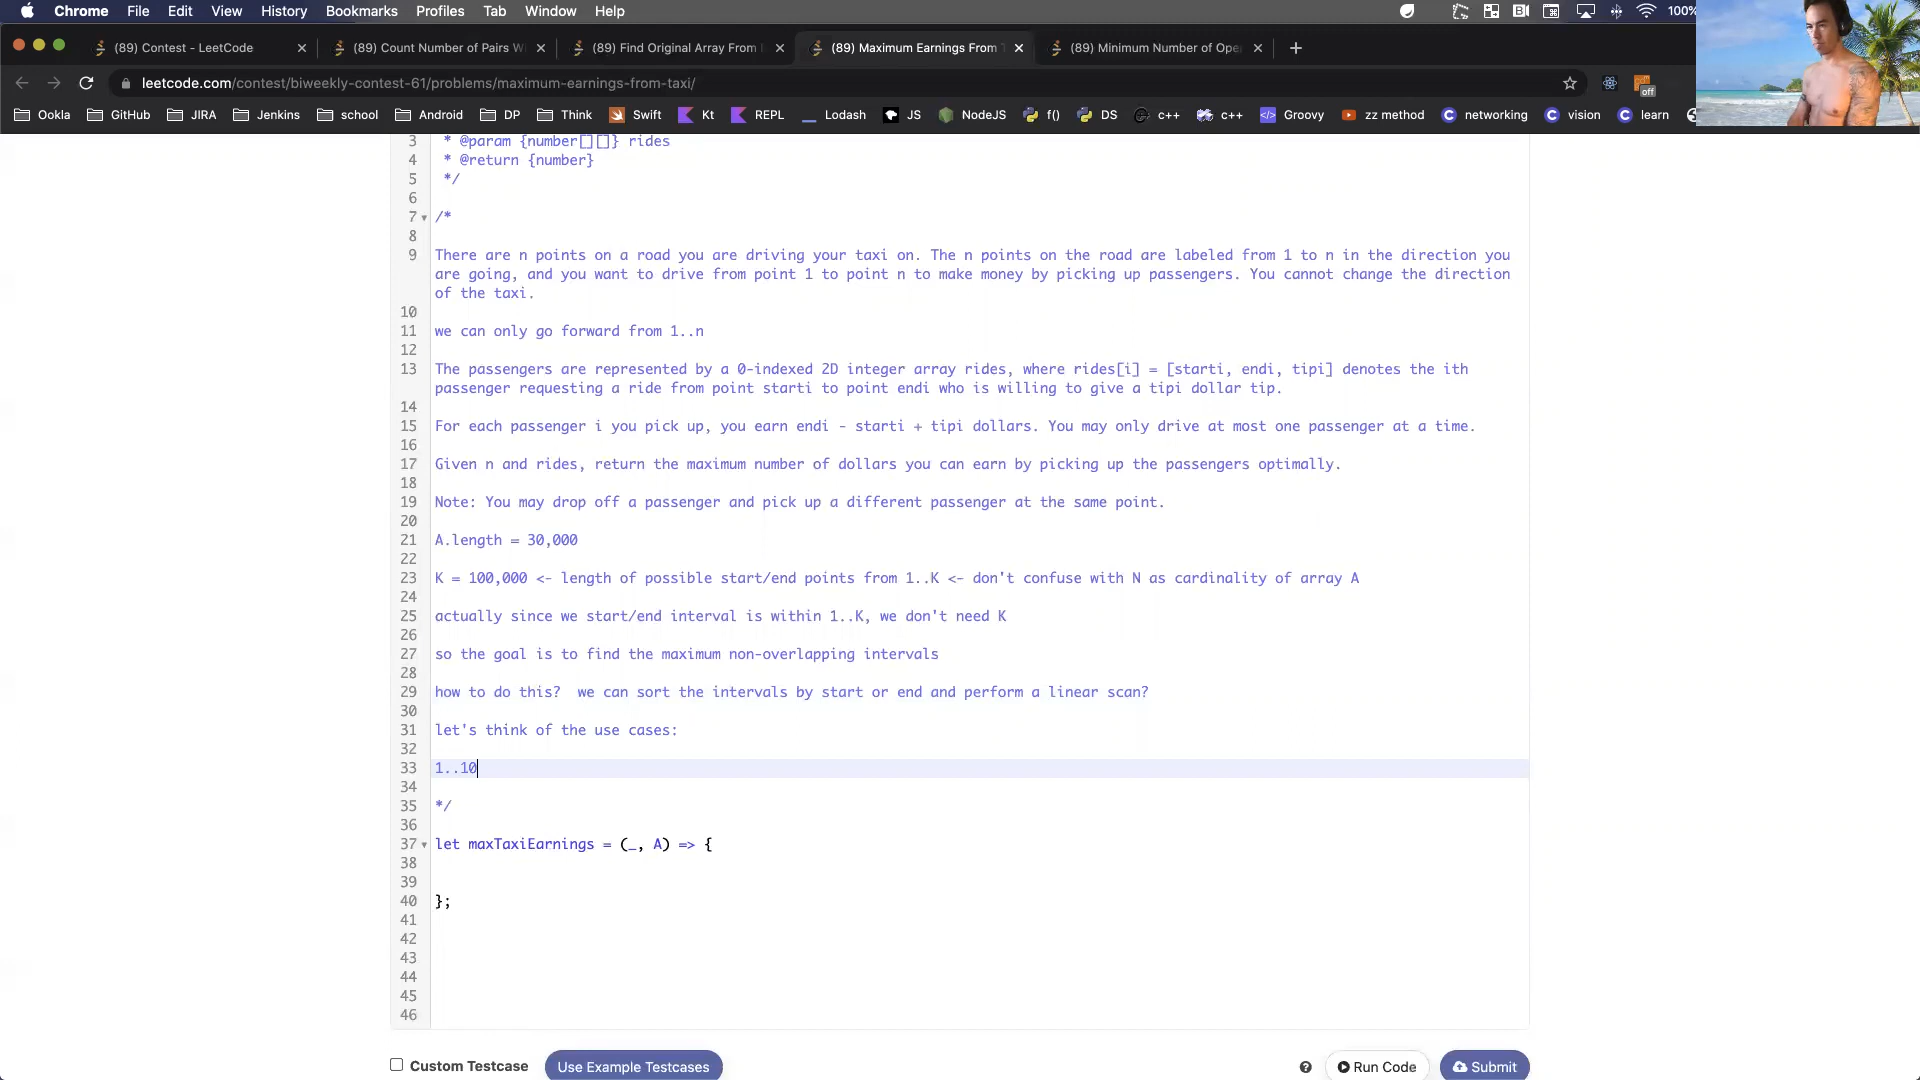 Chrome File Edit View History Bookmarks Profiles Tab Window Help 100%
(89) Contest - LeetCode (89) Count Number of Pairs W (89) Find Original Array From (89) Maximum Earnings From T (89) Minimum Number of Ope
leetcode.com/contest/biweekly-contest-61/problems/maximum-earnings-from-taxi/ off
Ookla GitHub JIRA Jenkins school Android DP Think Swift Kt REPL Lodash JS NodeJS f() DS c++ c++ Groovy zz method networking vision learn
3 * @param {number[][]} rides
4 * @return {number}
5 */
6
7 /*
8
9 There are n points on a road you are driving your taxi on. The n points on the road are labeled from 1 to n in the direction you
are going, and you want to drive from point 1 to point n to make money by picking up passengers. You cannot change the direction
of the taxi.
10
11 we can only go forward from 1..n
12
13 The passengers are represented by a 0-indexed 2D integer array rides, where rides[i] = [starti, endi, tipi] denotes the ith
passenger requesting a ride from point starti to point endi who is willing to give a tipi dollar tip.
14
15 For each passenger i you pick up, you earn endi - starti + tipi dollars. You may only drive at most one passenger at a time.
16
17 Given n and rides, return the maximum number of dollars you can earn by picking up the passengers optimally.
18
19 Note: You may drop off a passenger and pick up a different passenger at the same point.
20
21 A.length = 30,000
22
23 K = 100,000 <- length of possible start/end points from 1..K <- don't confuse with N as cardinality of array A
24
25 actually since we start/end interval is within 1..K, we don't need K
26
27 so the goal is to find the maximum non-overlapping intervals
28
29 how to do this?  we can sort the intervals by start or end and perform a linear scan?
30
31 let's think of the use cases:
32
33 1..10
34
35 */
36
37 let maxTaxiEarnings = (_, A) => {
38
39
40 };
41
42
43
44
45
46
Custom Testcase Use Example Testcases Run Code Submit